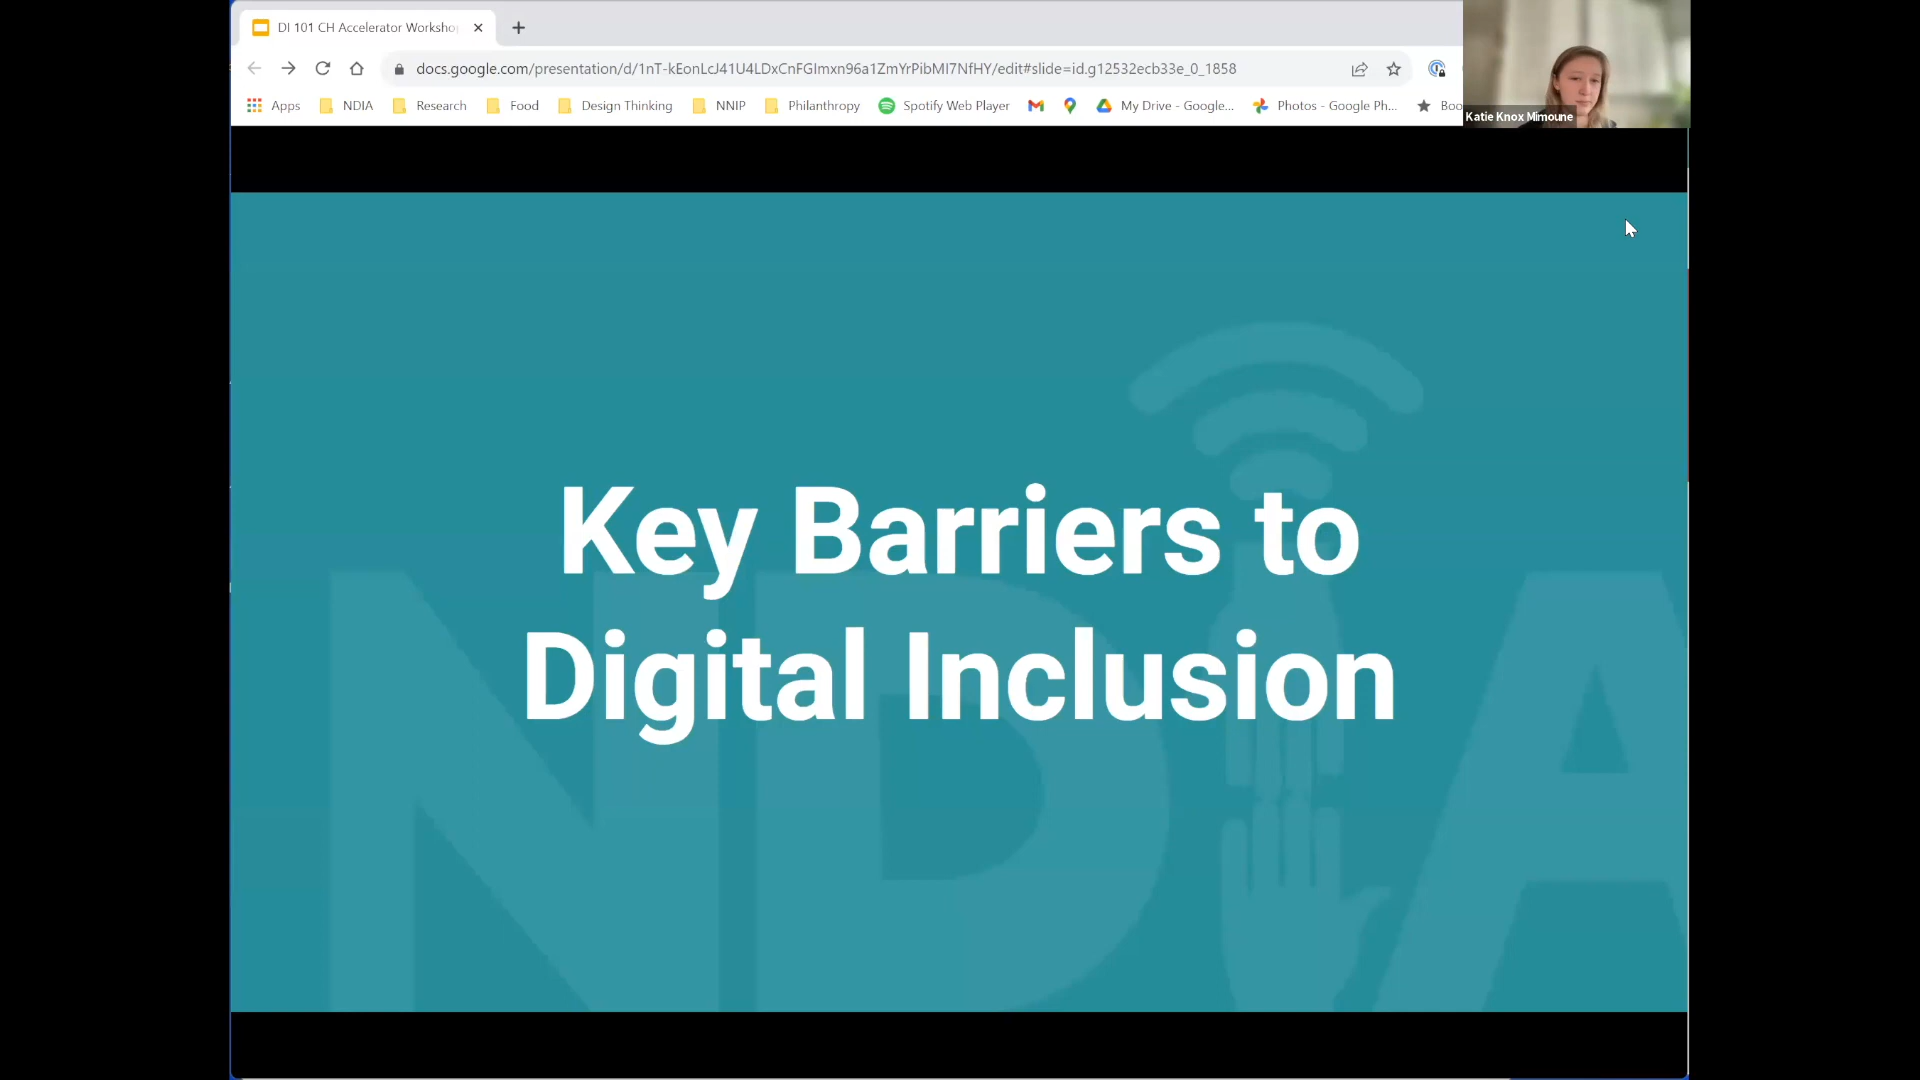 DI 101 CH Accelerator Worksho
docs.google.com/presentation/d/1nT-kEonLcJ41U4LDxCnFGImxn96a1ZmYrPibMI7NfHY/edit#slide=id.g12532ecb33e_0_1858
Apps NDIA Research Food Design Thinking NNIP Philanthropy Spotify Web Player My Drive - Google... Photos - Google Ph... Boo
Katie Knox Mimoune
Key Barriers to
Digital Inclusion
NDIA